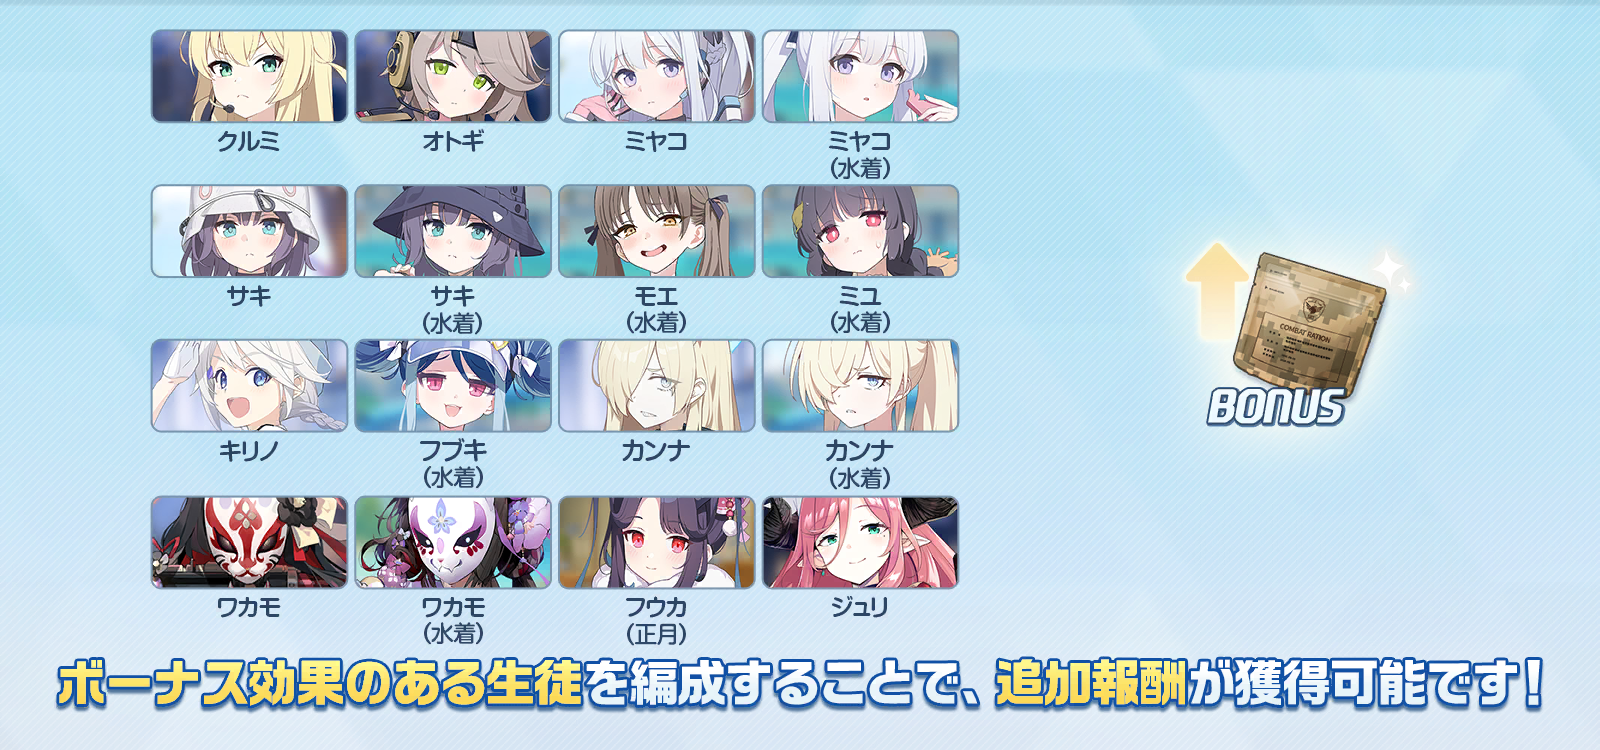 クルミ オトギ ミヤコ ミヤコ
(水着)
サキ サキ モエ ミユ
(水着) (水着) (水着)
キリノ フブキ カンナ カンナ
(水着) (水着)
ワカモ ワカモ フウカ ジュリ
(水着) (正月)
COMBAT RATION
BONUS
ボーナス効果のある生徒を編成することで、追加報酬が獲得可能です!